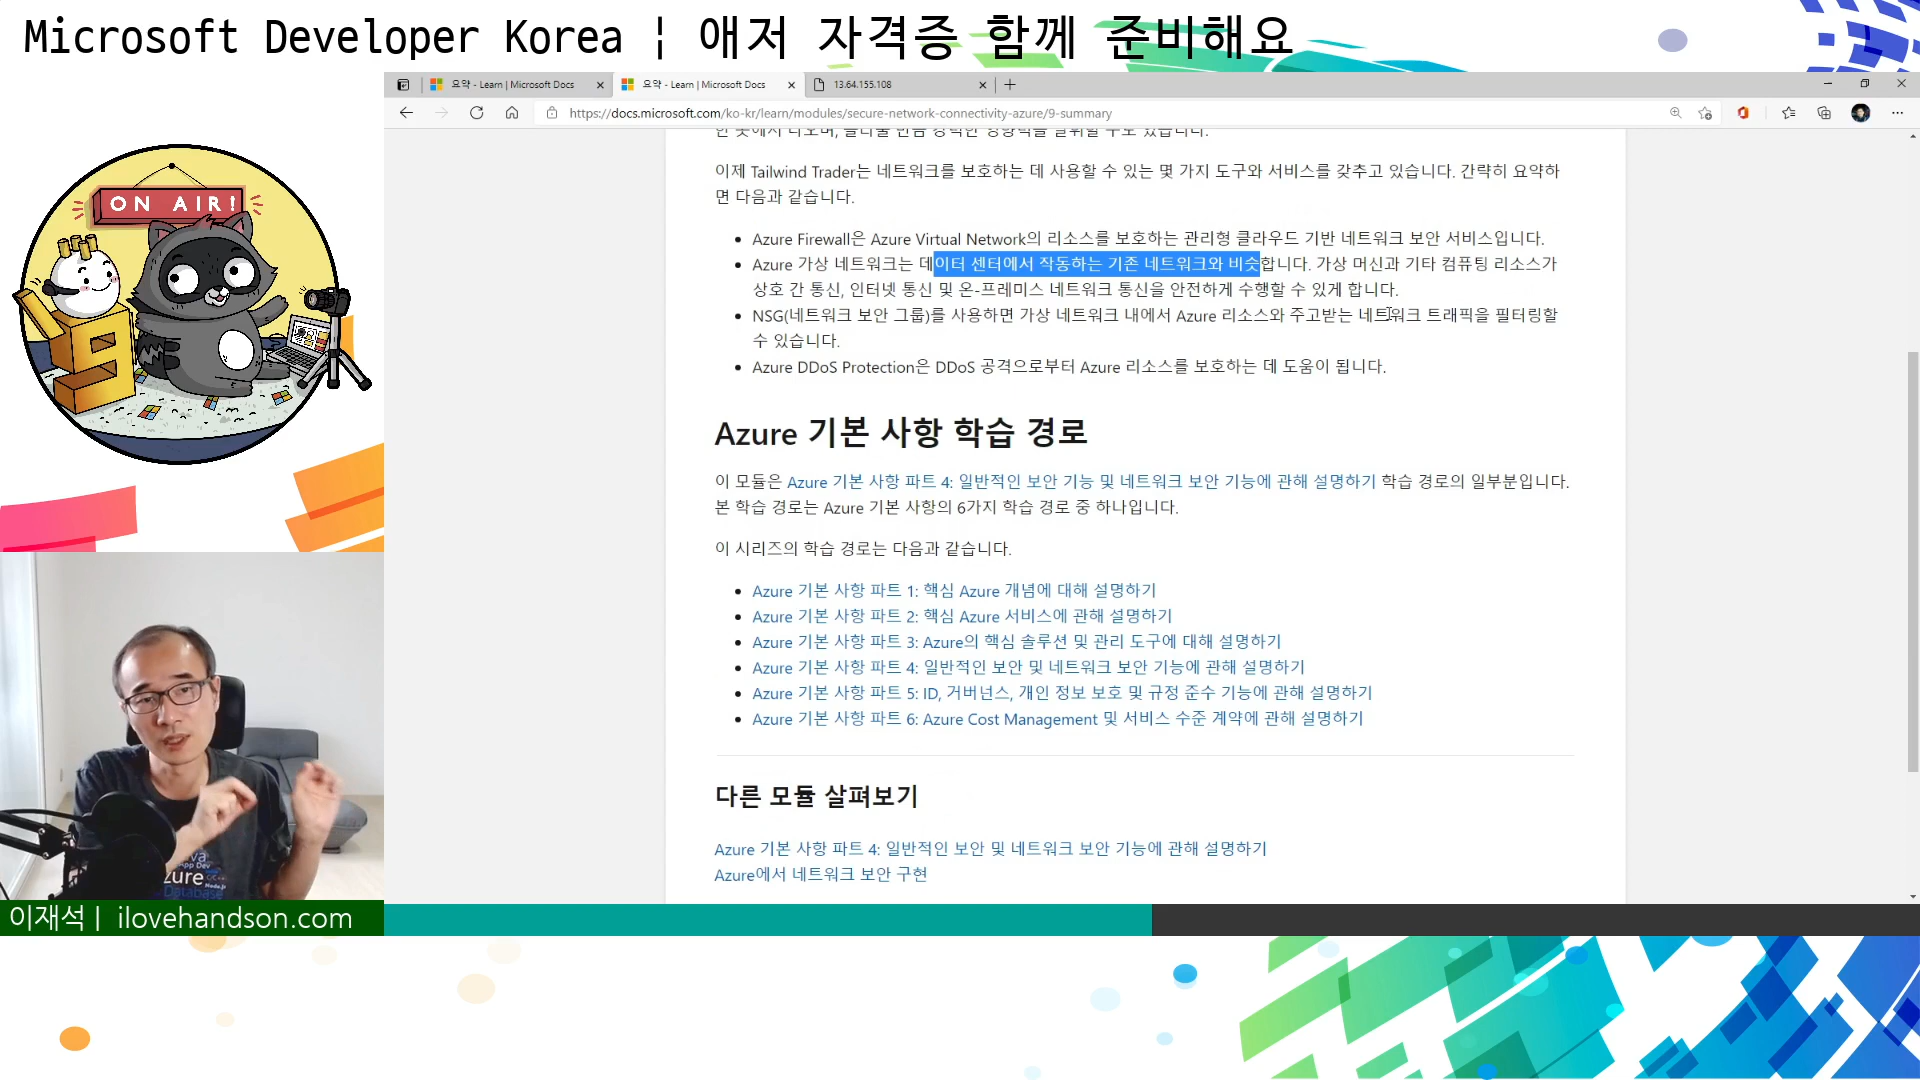 Microsoft Developer Korea | 애저 자격증 함께 준비해요
요약 - Learn | Microsoft Docs
요약 - Learn | Microsoft Docs
13.64.155.108
https://docs.microsoft.com/ko-kr/learn/modules/secure-network-connectivity-azure/9-summary
ON AIR!
이제 Tailwind Trader는 네트워크를 보호하는 데 사용할 수 있는 몇 가지 도구와 서비스를 갖추고 있습니다. 간략히 요약하
면 다음과 같습니다.
Azure Firewall은 Azure Virtual Network의 리소스를 보호하는 관리형 클라우드 기반 네트워크 보안 서비스입니다.
Azure 가상 네트워크는 데이터 센터에서 작동하는 기존 네트워크와 비슷합니다. 가상 머신과 기타 컴퓨팅 리소스가
상호 간 통신, 인터넷 통신 및 온-프레미스 네트워크 통신을 안전하게 수행할 수 있게 합니다.
NSG(네트워크 보안 그룹)를 사용하면 가상 네트워크 내에서 Azure 리소스와 주고받는 네트워크 트래픽을 필터링할
수 있습니다.
Azure DDoS Protection은 DDoS 공격으로부터 Azure 리소스를 보호하는 데 도움이 됩니다.
Azure 기본 사항 학습 경로
이 모듈은 Azure 기본 사항 파트 4: 일반적인 보안 기능 및 네트워크 보안 기능에 관해 설명하기 학습 경로의 일부분입니다.
본 학습 경로는 Azure 기본 사항의 6가지 학습 경로 중 하나입니다.
이 시리즈의 학습 경로는 다음과 같습니다.
Azure 기본 사항 파트 1: 핵심 Azure 개념에 대해 설명하기
Azure 기본 사항 파트 2: 핵심 Azure 서비스에 관해 설명하기
Azure 기본 사항 파트 3: Azure의 핵심 솔루션 및 관리 도구에 대해 설명하기
Azure 기본 사항 파트 4: 일반적인 보안 및 네트워크 보안 기능에 관해 설명하기
Azure 기본 사항 파트 5: ID, 거버넌스, 개인 정보 보호 및 규정 준수 기능에 관해 설명하기
Azure 기본 사항 파트 6: Azure Cost Management 및 서비스 수준 계약에 관해 설명하기
다른 모듈 살펴보기
Azure 기본 사항 파트 4: 일반적인 보안 및 네트워크 보안 기능에 관해 설명하기
Azure에서 네트워크 보안 구현
Database
이재석 | ilovehandson.com